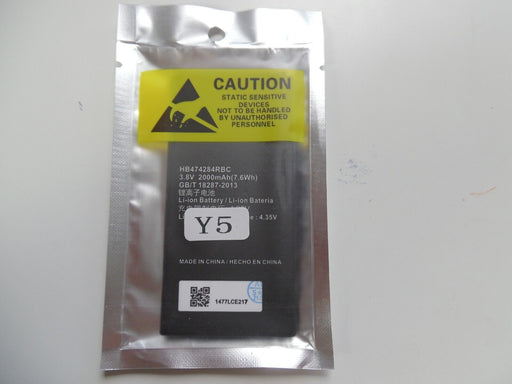 CAUTION
STATIC SENSITIVE
DEVICES
NOT TO BE HANDLED
BY UNAUTHORISED
PERSONNEL
HB474284RBC
3.8V 2000mAh(7.6Wh)
GB/T 18287-2013
锂离子电池
Li-ion Battery / Li-ion Bateria
: 4.35V
Y5
MADE IN CHINA / HECHO EN CHINA
1477LCE217